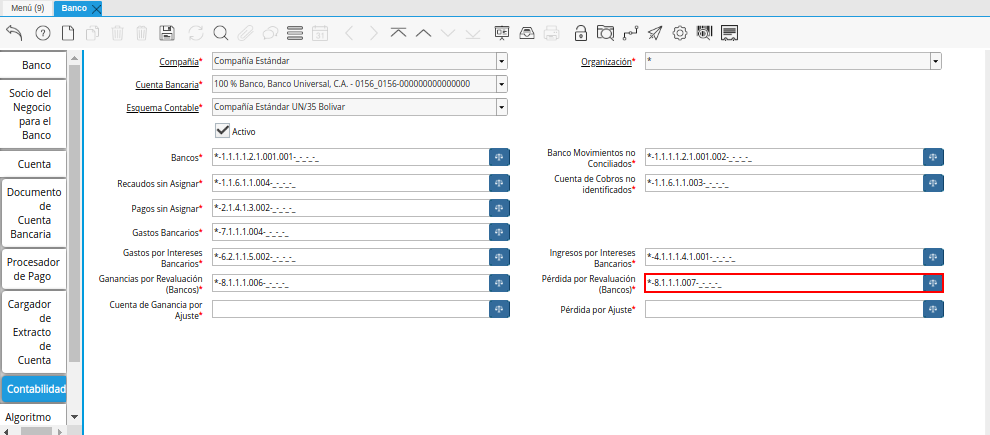 Menú (9)
Banco
Banco
Socio del
Negocio
para el
Banco
Cuenta
Documento
de
Cuenta
Bancaria
Procesador
de Pago
Cargador
de
Extracto
de
Cuenta
Contabilidad
Algoritmo
Compañía* Compañía Estándar
Organización* *
Cuenta Bancaria* 100 % Banco, Banco Universal, C.A. - 0156_0156-000000000000000
Esquema Contable* Compañía Estándar UN/35 Bolivar
Activo
Bancos* *-1.1.1.1.2.1.001.001-_-_-_-_
Banco Movimientos no
Conciliados* *-1.1.1.1.2.1.001.002-_-_-_-_
Recaudos sin Asignar* *-1.1.6.1.1.004-_-_-_-_
Cuenta de Cobros no
identificados* *-1.1.6.1.1.003-_-_-_-_
Pagos sin Asignar* *-2.1.4.1.3.002-_-_-_-_
Gastos Bancarios* *-7.1.1.1.004-_-_-_-_
Gastos por Intereses
Bancarios* *-6.2.1.1.5.002-_-_-_-_
Ingresos por Intereses
Bancarios* *-4.1.1.1.4.1.001-_-_-_-_
Ganancias por Revaluación
(Bancos)* *-8.1.1.1.006-_-_-_-_
Pérdida por Revaluación
(Bancos)* *-8.1.1.1.007-_-_-_-_
Cuenta de Ganancia por
Ajuste*
Pérdida por Ajuste*